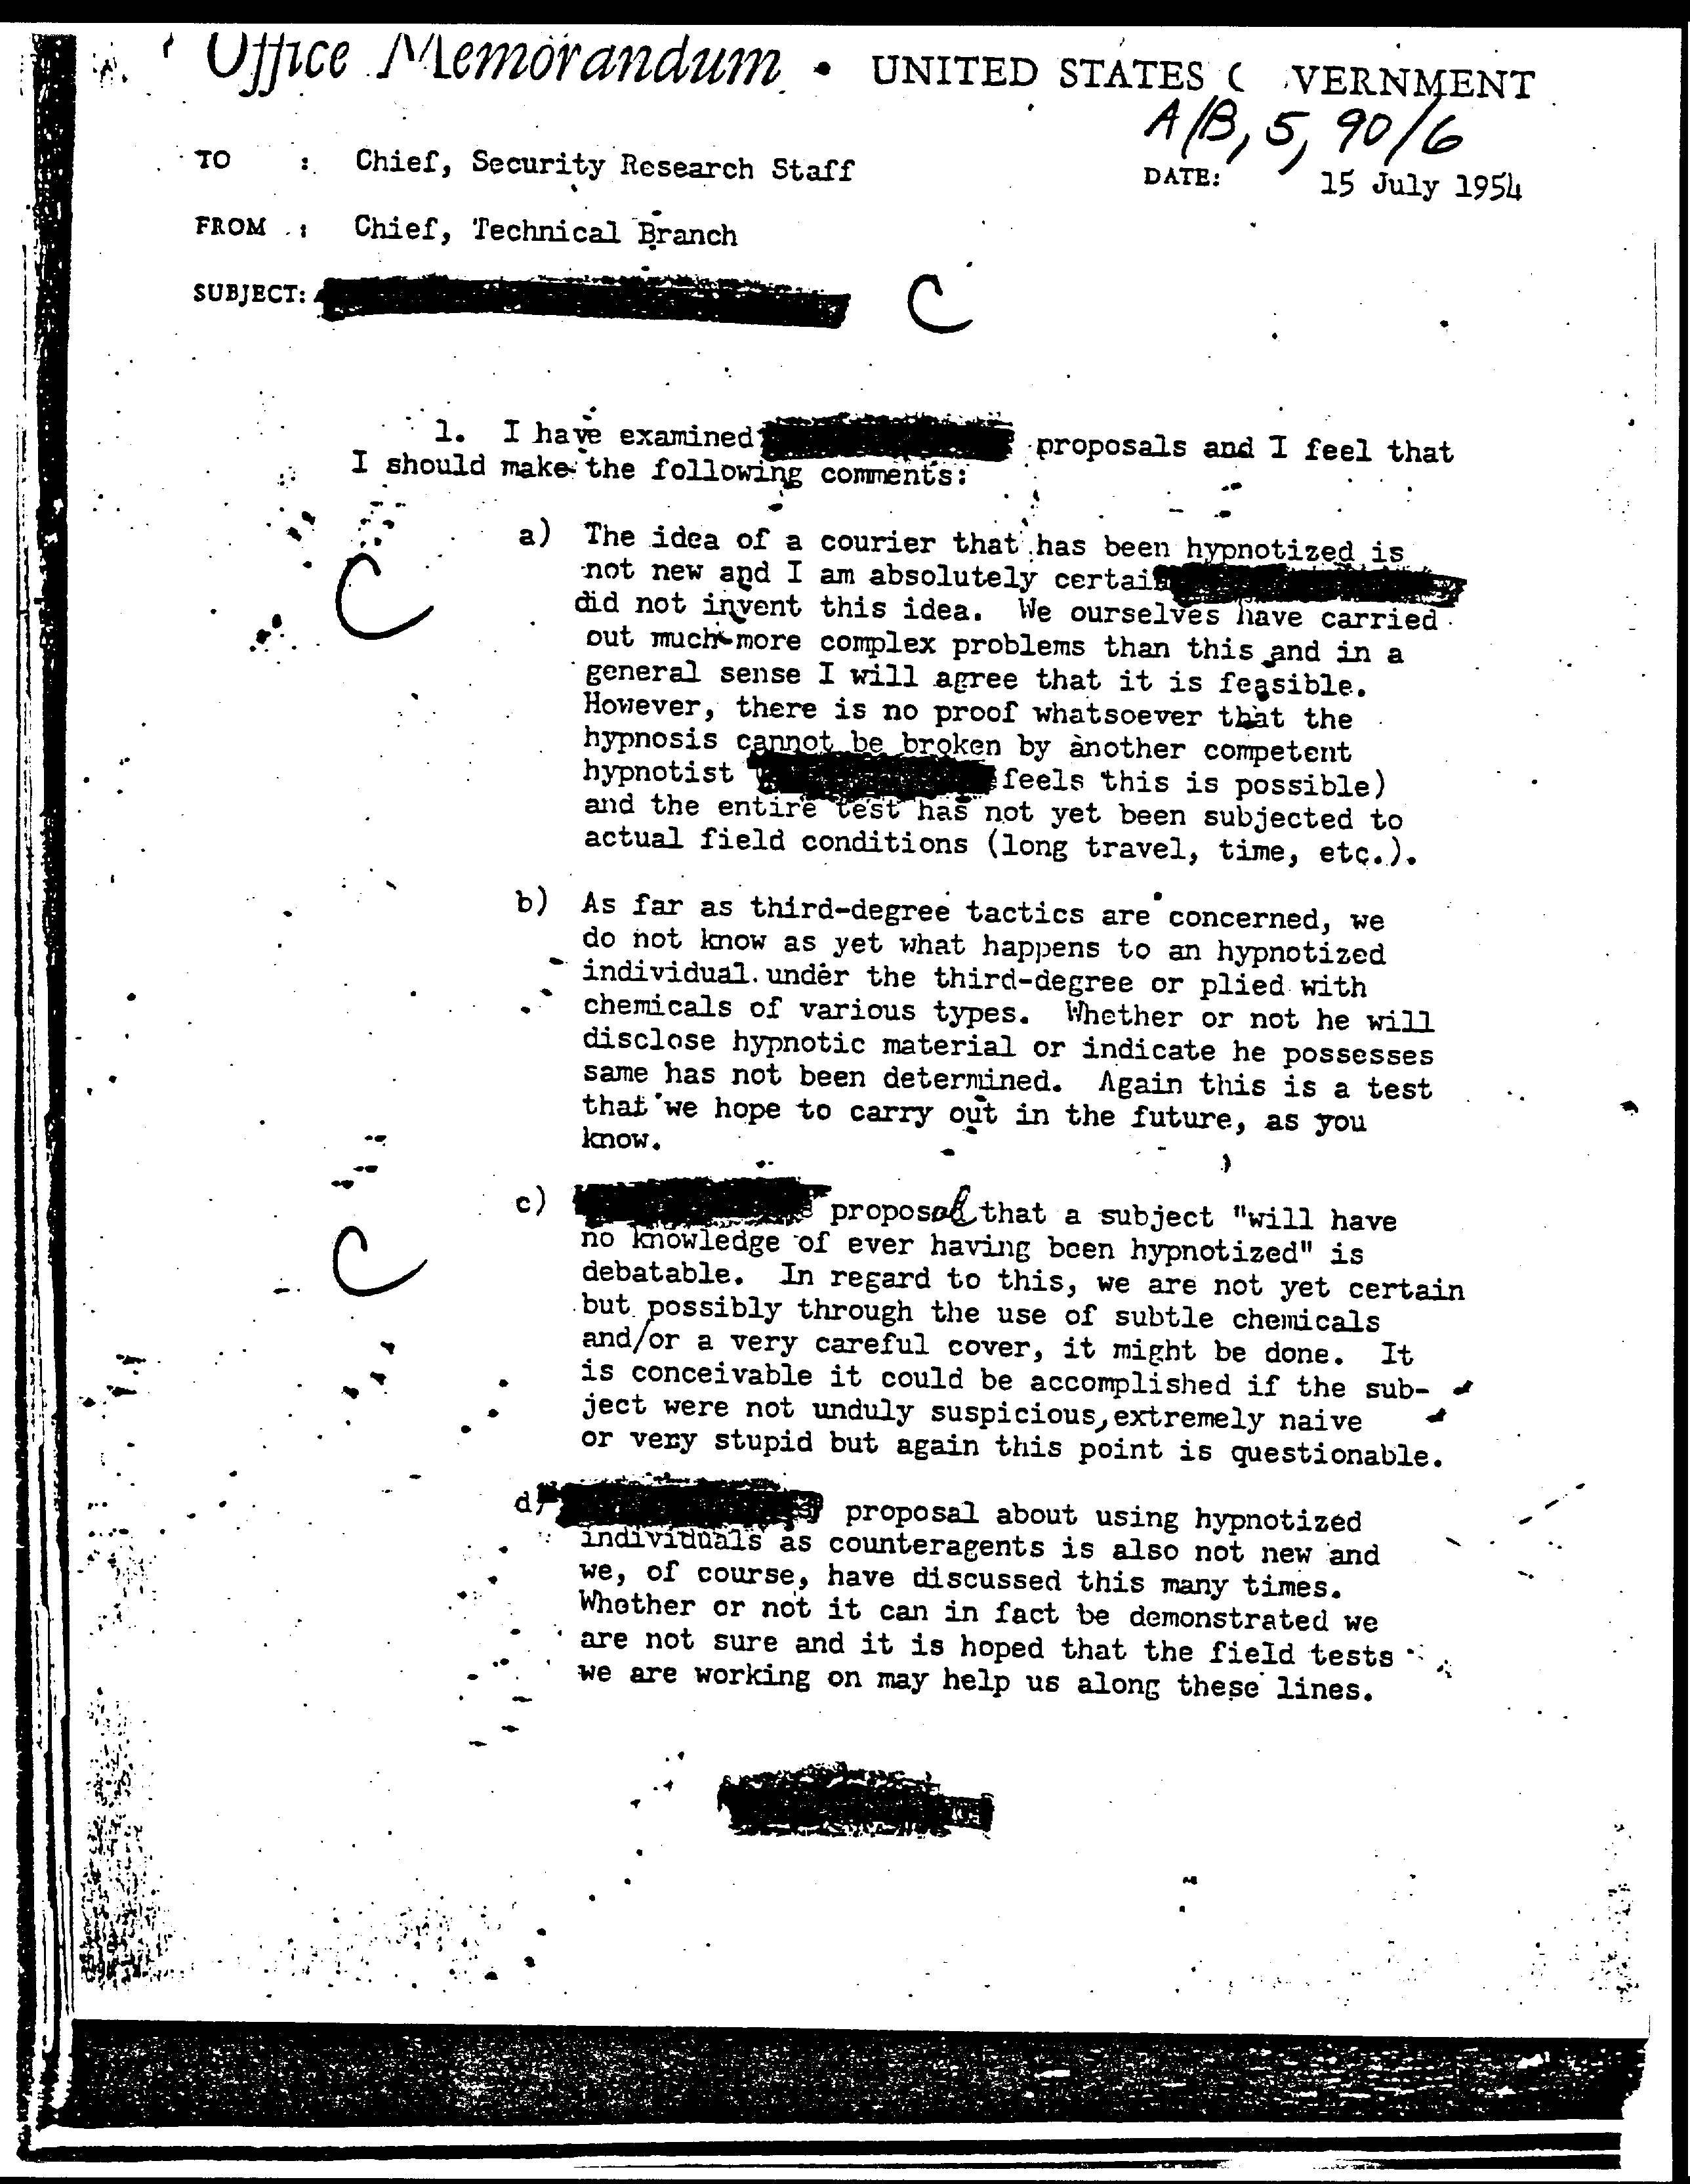 Office Memorandum • UNITED STATES GOVERNMENT
A/B, 5, 90/6
TO : Chief, Security Research Staff
DATE: 15 July 1954
FROM : Chief, Technical Branch
SUBJECT:
C
1. I have examined proposals and I feel that
I should make the following comments:
a) The idea of a courier that has been hypnotized is
not new and I am absolutely certain
did not invent this idea. We ourselves have carried
out much more complex problems than this and in a
general sense I will agree that it is feasible.
However, there is no proof whatsoever that the
hypnosis cannot be broken by another competent
hypnotist feels this is possible)
and the entire test has not yet been subjected to
actual field conditions (long travel, time, etc.).
C
b) As far as third-degree tactics are concerned, we
do not know as yet what happens to an hypnotized
individual under the third-degree or plied with
chemicals of various types. Whether or not he will
disclose hypnotic material or indicate he possesses
same has not been determined. Again this is a test
that we hope to carry out in the future, as you
know.
c) proposal that a subject "will have
no knowledge of ever having been hypnotized" is
debatable. In regard to this, we are not yet certain
but possibly through the use of subtle chemicals
and/or a very careful cover, it might be done. It
is conceivable it could be accomplished if the sub-
ject were not unduly suspicious, extremely naive
or very stupid but again this point is questionable.
C
d) proposal about using hypnotized
individuals as counteragents is also not new and
we, of course, have discussed this many times.
Whether or not it can in fact be demonstrated we
are not sure and it is hoped that the field tests
we are working on may help us along these lines.